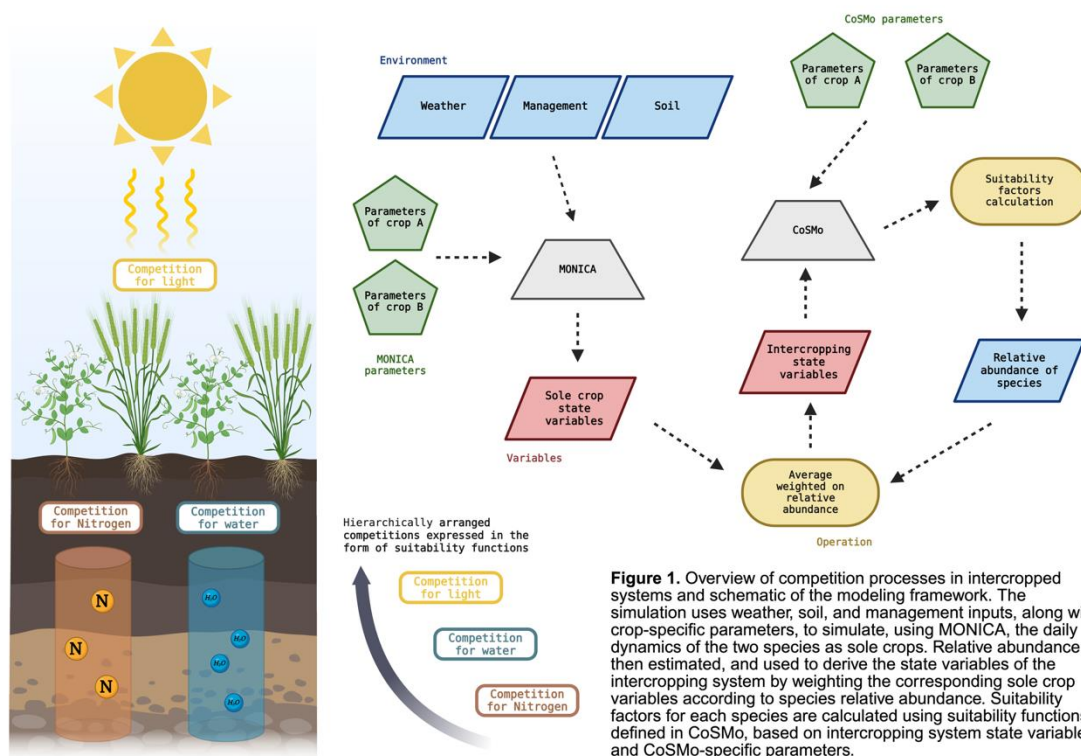 CoSMo parameters
Parameters
of crop A
Parameters
of crop B
Environment
Weather
Management
Soil
Suitability
factors
calculation
Parameters
of crop A
CoSMo
MONICA
Competition
for light
Parameters
of crop B
MONICA
parameters
Intercropping
state
variables
Relative
abundance of
species
Sole crop
state
variables
Variables
Average
weighted on
relative
abundance
Operation
Competition
for Nitrogen
Competition
for water
N
N
N
H₂O
H₂O
H₂O
H₂O
Hierarchically arranged
competitions expressed in the
form of suitability functions
Competition
for light
Competition
for water
Competition
for Nitrogen
Figure 1. Overview of competition processes in intercropped
systems and schematic of the modeling framework. The
simulation uses weather, soil, and management inputs, along wi
crop-specific parameters, to simulate, using MONICA, the daily
dynamics of the two species as sole crops. Relative abundance
then estimated, and used to derive the state variables of the
intercropping system by weighting the corresponding sole crop
variables according to species relative abundance. Suitability
factors for each species are calculated using suitability functions
defined in CoSMo, based on intercropping system state variable
and CoSMo-specific parameters.